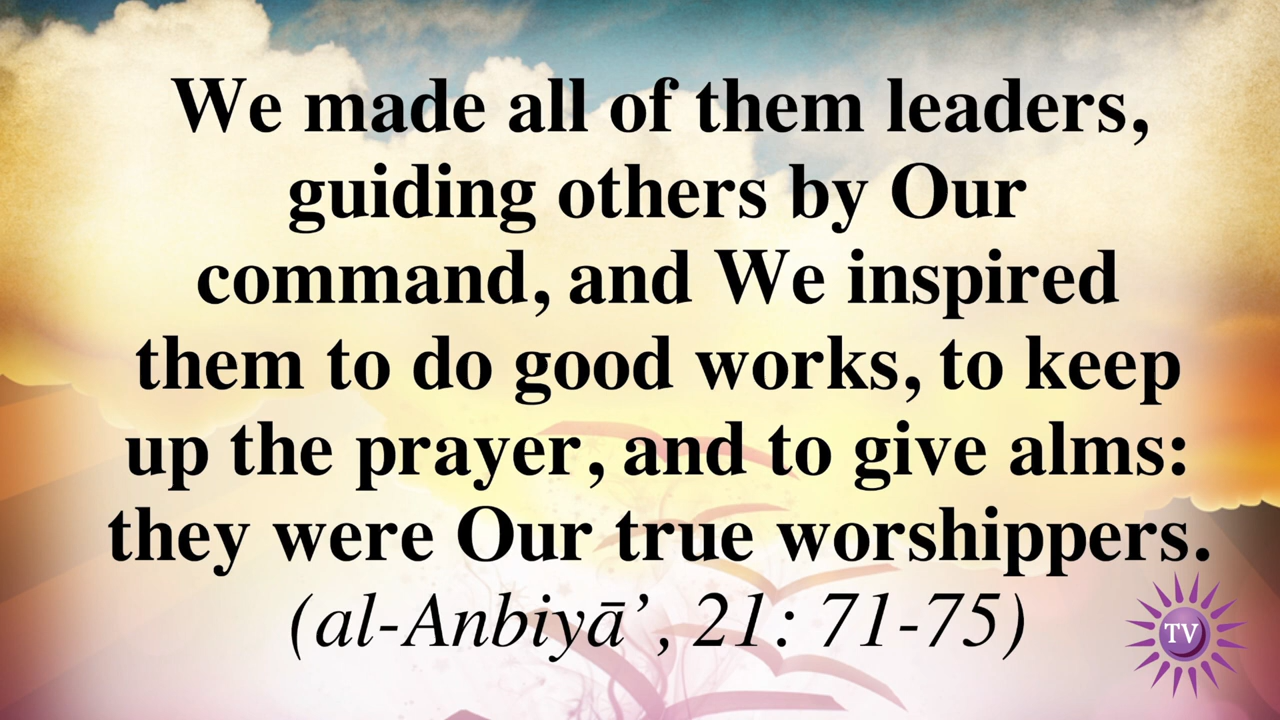 We made all of them leaders,
guiding others by Our
command, and We inspired
them to do good works, to keep
up the prayer, and to give alms:
they were Our true worshippers.
(al-Anbiyā’, 21: 71-75)
TV